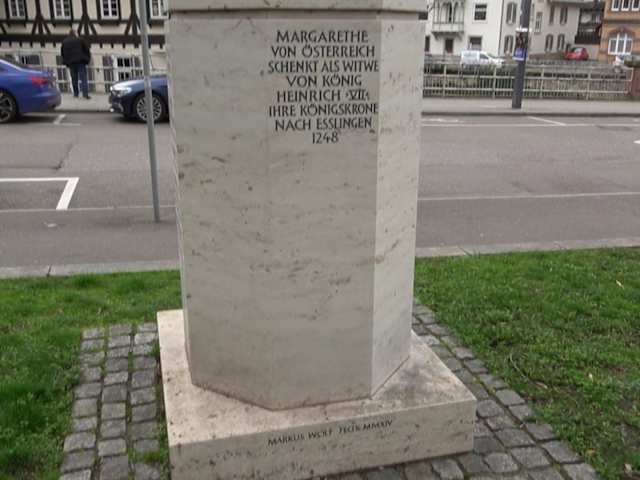 MARGARETHE
VON ÖSTERREICH
SCHENKT ALS WITWE
VON KÖNIG
HEINRICH ·VII·
IHRE KÖNIGSKRONE
NACH ESSLINGEN
1248
MARKUS WOLF FECIT MMXIV